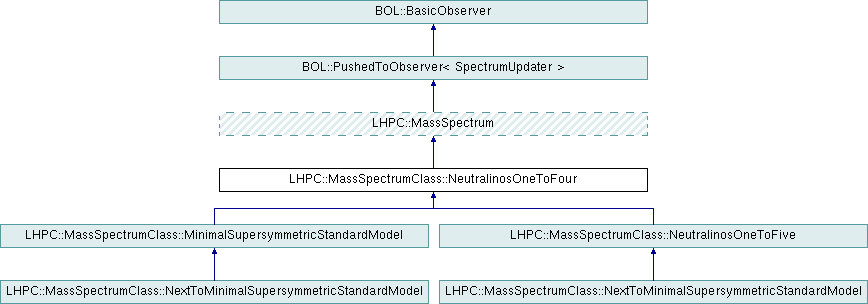 BOL::BasicObserver
BOL::PushedToObserver< SpectrumUpdater >
LHPC::MassSpectrum
LHPC::MassSpectrumClass::NeutralinosOneToFour
LHPC::MassSpectrumClass::MinimalSupersymmetricStandardModel
LHPC::MassSpectrumClass::NeutralinosOneToFive
LHPC::MassSpectrumClass::NextToMinimalSupersymmetricStandardModel
LHPC::MassSpectrumClass::NextToMinimalSupersymmetricStandardModel